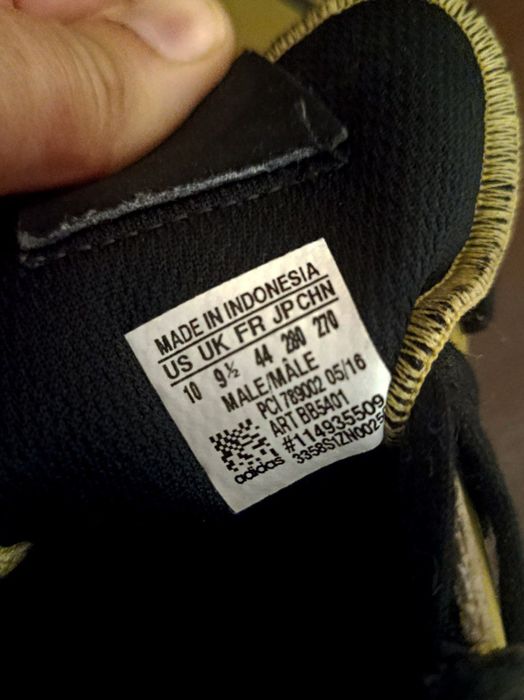 MADE IN INDONESIA
US UK FR JP CHN
10 9½ 44 280 270
MALE/MÂLE
PCI 789002 05/16
ART BB5401
#114935509
3358S1ZN0025
adidas